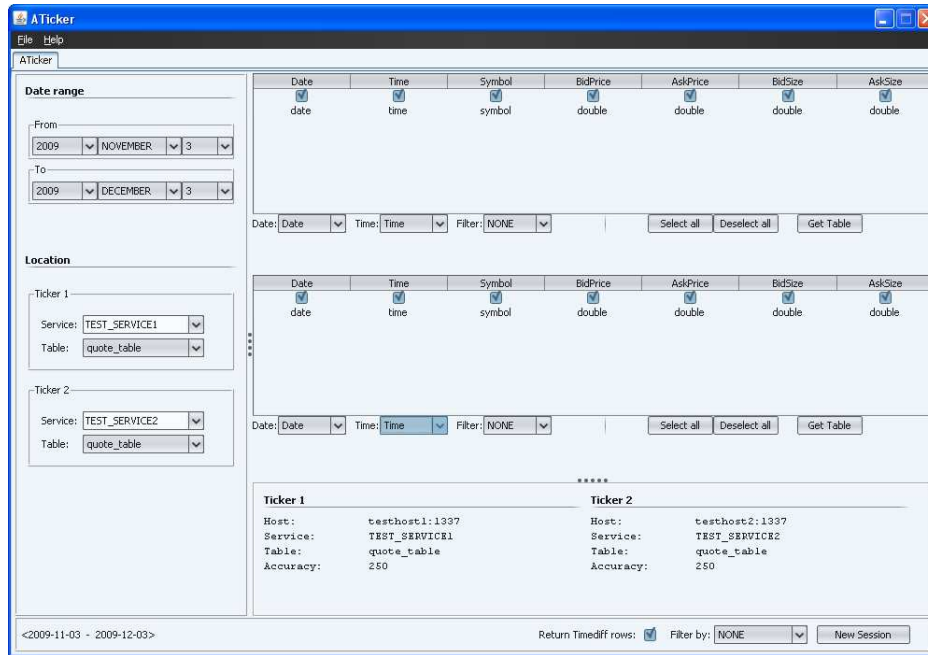 ATicker
File Help
ATicker
Date range
From
2009 NOVEMBER 3
To
2009 DECEMBER 3
Location
Ticker 1
Service: TEST_SERVICE1
Table: quote_table
Ticker 2
Service: TEST_SERVICE2
Table: quote_table
Date Time Symbol BidPrice AskPrice BidSize AskSize
date time symbol double double double double
Date: Date Time: Time Filter: NONE Select all Deselect all Get Table
Date Time Symbol BidPrice AskPrice BidSize AskSize
date time symbol double double double double
Date: Date Time: Time Filter: NONE Select all Deselect all Get Table
Ticker 1
Host: testhost1:1337
Service: TEST_SERVICE1
Table: quote_table
Accuracy: 250
Ticker 2
Host: testhost2:1337
Service: TEST_SERVICE2
Table: quote_table
Accuracy: 250
<2009-11-03 - 2009-12-03> Return Timediff rows: Filter by: NONE New Session